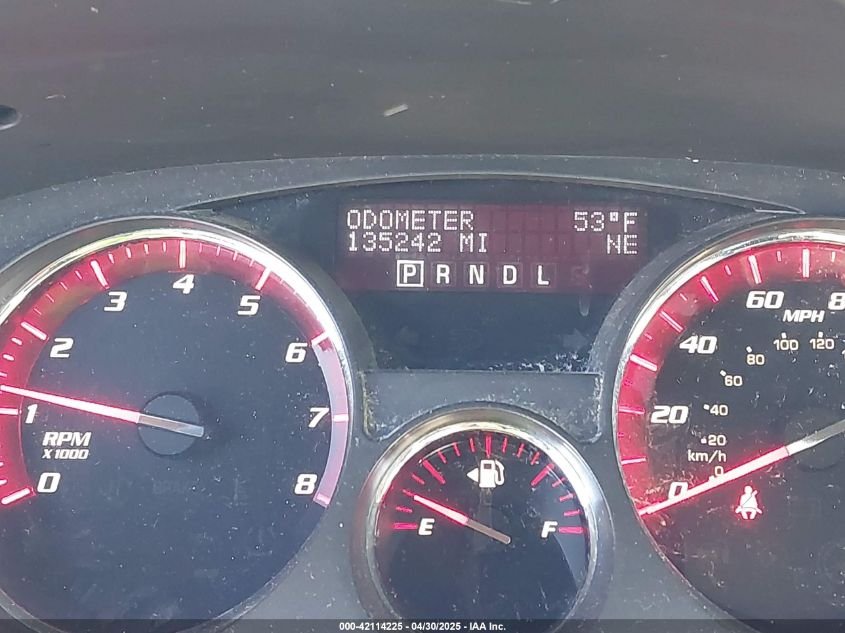 ODOMETER 53°F
135242 MI NE
P R N D L
0 1 2 3 4 5 6 7 8
RPM
X1000
E F
0 20 40 60 8
MPH
0 20 40 60 80 100 120
km/h
000-42114225 - 04/30/2025 - IAA Inc.